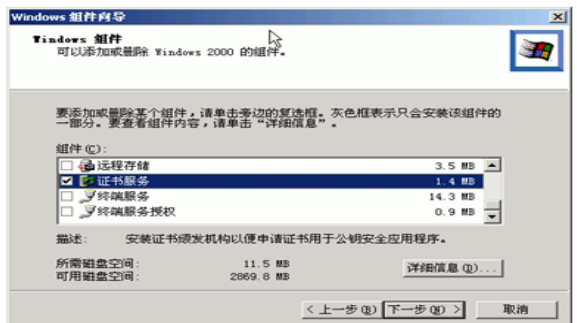 Windows 组件向导
Windows 组件
可以添加或删除 Windows 2000 的组件。
要添加或删除某个组件，请单击旁边的复选框。灰色框表示只会安装该组件的
一部分。要查看组件内容，请单击“详细信息”。
组件(C):
远程存储 3.5 MB
证书服务 1.4 MB
终端服务 14.3 MB
终端服务授权 0.9 MB
描述: 安装证书颁发机构以便申请证书用于公钥安全应用程序。
所需磁盘空间: 11.5 MB
可用磁盘空间: 2869.8 MB
详细信息(D)...
< 上一步(B) 下一步(N) > 取消